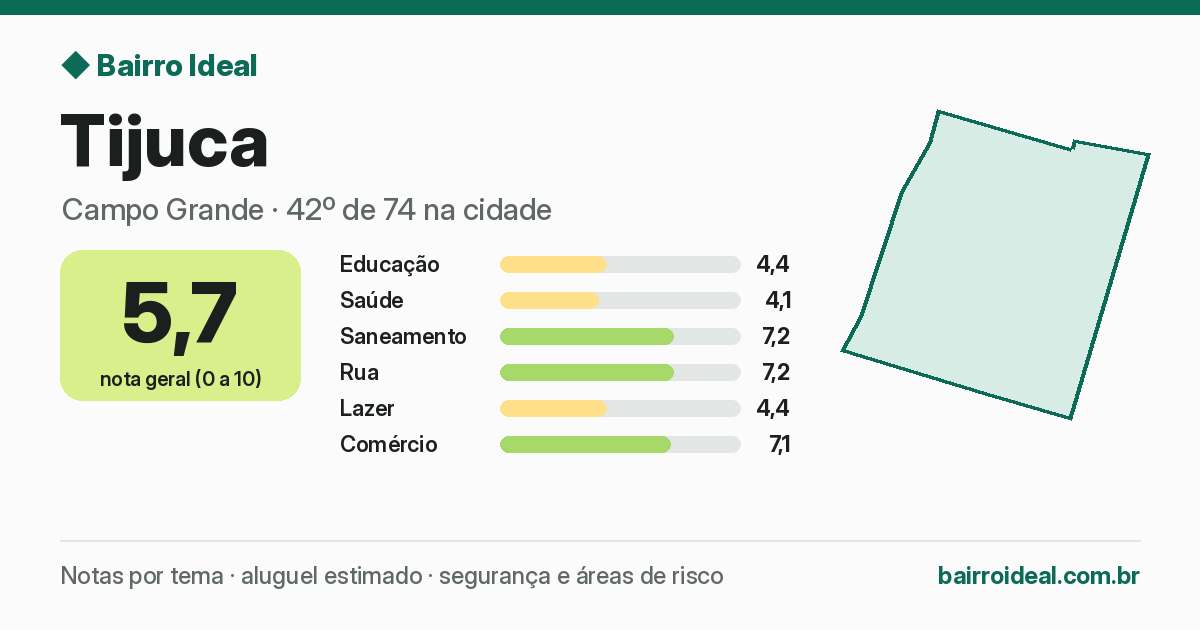 Bairro Ideal
Tijuca
Campo Grande · 42º de 74 na cidade
5,7
nota geral (0 a 10)
Educação 4,4
Saúde 4,1
Saneamento 7,2
Rua 7,2
Lazer 4,4
Comércio 7,1
Notas por tema · aluguel estimado · segurança e áreas de risco
bairroideal.com.br